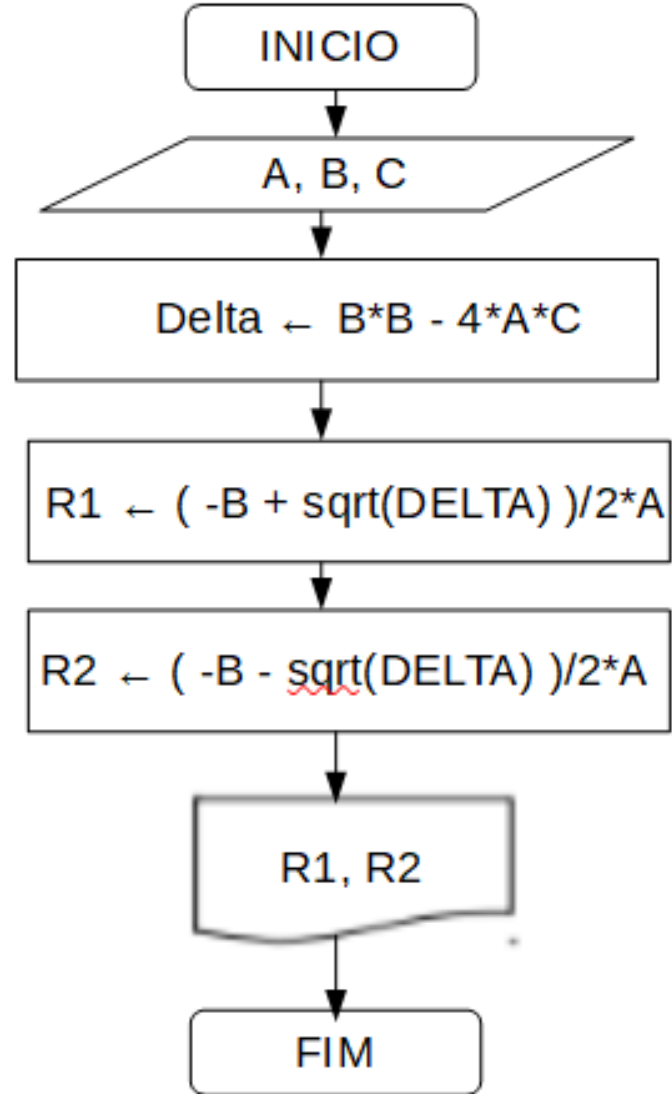 INICIO
A, B, C
Delta ← B*B - 4*A*C
R1 ← ( -B + sqrt(DELTA) )/2*A
R2 ← ( -B - sqrt(DELTA) )/2*A
R1, R2
FIM